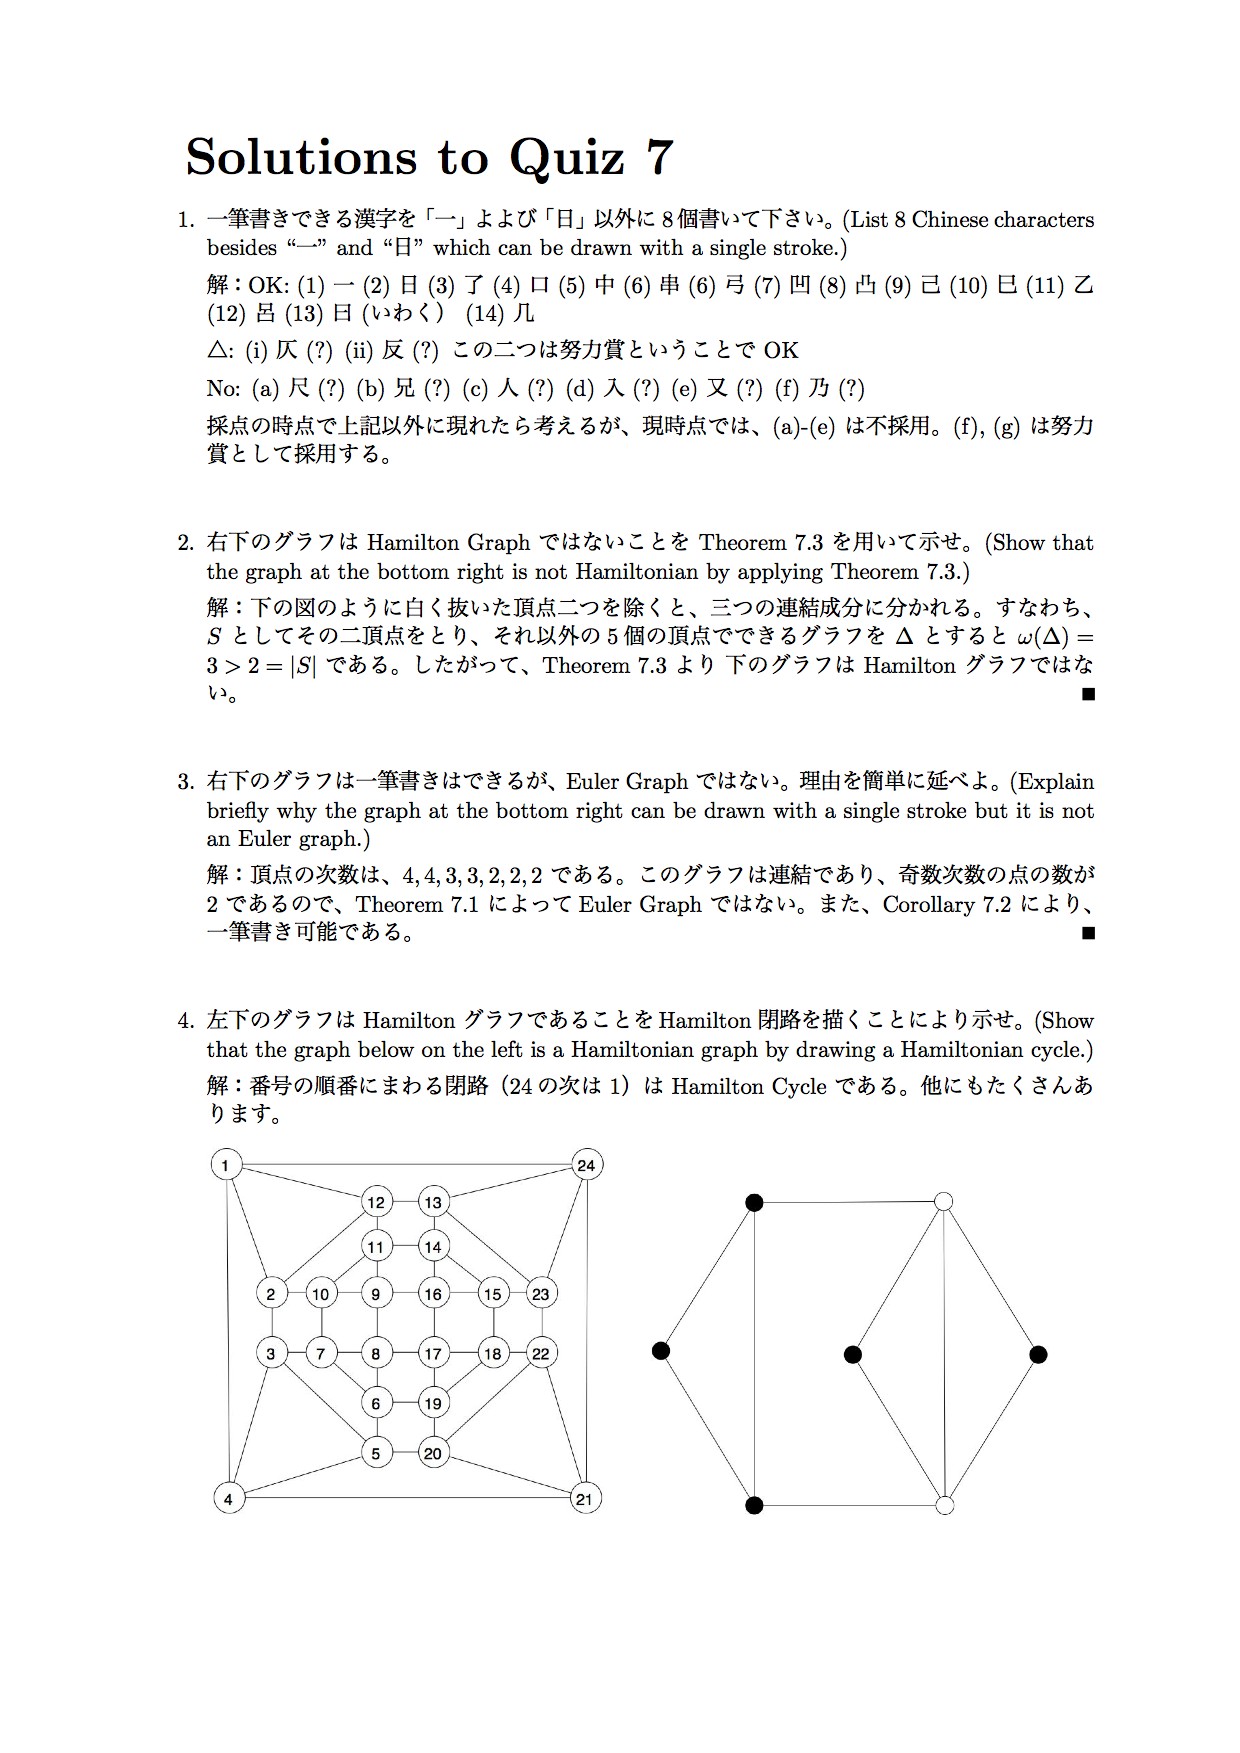 Solutions to Quiz 7
1. 一筆書きできる漢字を「一」および「日」以外に 8 個書いて下さい。(List 8 Chinese characters
besides “一” and “日” which can be drawn with a single stroke.)
解：OK: (1) 一 (2) 日 (3) 了 (4) 口 (5) 中 (6) 串 (6) 弓 (7) 凹 (8) 凸 (9) 己 (10) 巳 (11) 乙
(12) 呂 (13) 曰 (いわく） (14) 几
△: (i) 仄 (?) (ii) 反 (?) この二つは努力賞ということで OK
No: (a) 尺 (?) (b) 兄 (?) (c) 人 (?) (d) 入 (?) (e) 又 (?) (f) 乃 (?)
採点の時点で上記以外に現れたら考えるが、現時点では、(a)-(e) は不採用。(f), (g) は努力
賞として採用する。
2. 右下のグラフは Hamilton Graph ではないことを Theorem 7.3 を用いて示せ。(Show that
the graph at the bottom right is not Hamiltonian by applying Theorem 7.3.)
解：下の図のように白く抜いた頂点二つを除くと、三つの連結成分に分かれる。すなわち、
S としてその二頂点をとり、それ以外の 5 個の頂点でできるグラフを Δ とすると ω(Δ) =
3 > 2 = |S| である。したがって、Theorem 7.3 より 下のグラフは Hamilton グラフではな
い。 ■
3. 右下のグラフは一筆書きはできるが、Euler Graph ではない。理由を簡単に延べよ。(Explain
briefly why the graph at the bottom right can be drawn with a single stroke but it is not
an Euler graph.)
解：頂点の次数は、4, 4, 3, 3, 2, 2, 2 である。このグラフは連結であり、奇数次数の点の数が
2 であるので、Theorem 7.1 によって Euler Graph ではない。また、Corollary 7.2 により、
一筆書き可能である。 ■
4. 左下のグラフは Hamilton グラフであることを Hamilton 閉路を描くことにより示せ。(Show
that the graph below on the left is a Hamiltonian graph by drawing a Hamiltonian cycle.)
解：番号の順番にまわる閉路（24 の次は 1）は Hamilton Cycle である。他にもたくさんあ
ります。
1 24
12 13
11 14
2 10 9 16 15 23
3 7 8 17 18 22
6 19
5 20
4 21